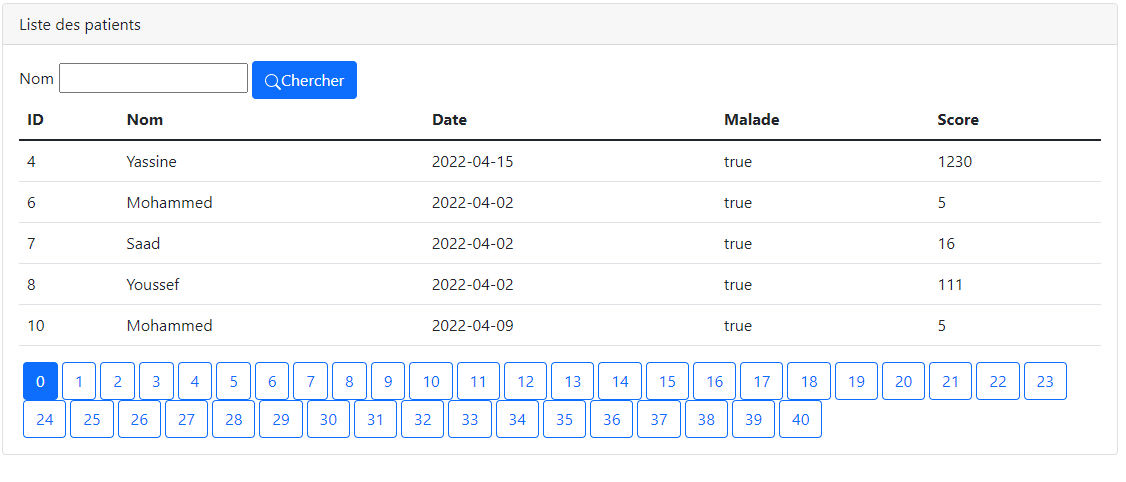 Liste des patients
Nom Chercher
ID Nom Date Malade Score
4 Yassine 2022-04-15 true 1230
6 Mohammed 2022-04-02 true 5
7 Saad 2022-04-02 true 16
8 Youssef 2022-04-02 true 111
10 Mohammed 2022-04-09 true 5
0 1 2 3 4 5 6 7 8 9 10 11 12 13 14 15 16 17 18 19 20 21 22 23
24 25 26 27 28 29 30 31 32 33 34 35 36 37 38 39 40